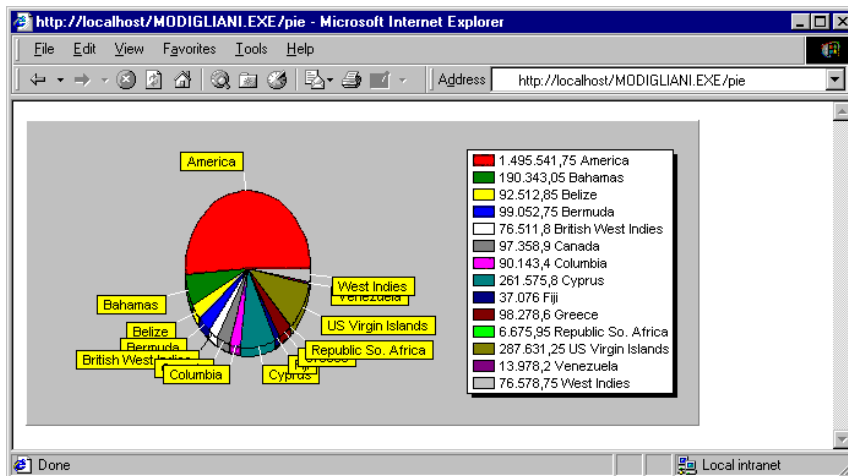 http://localhost/MODIGLIANI.EXE/pie - Microsoft Internet Explorer
File Edit View Favorites Tools Help
Address http://localhost/MODIGLIANI.EXE/pie
America
West Indies
Venezuela
US Virgin Islands
Republic So. Africa
Bahamas
Belize
Bermuda
British West Indies
Columbia
Cyprus
1.495.541,75 America
190.343,05 Bahamas
92.512,85 Belize
99.052,75 Bermuda
76.511,8 British West Indies
97.358,9 Canada
90.143,4 Columbia
261.575,8 Cyprus
37.076 Fiji
98.278,6 Greece
6.675,95 Republic So. Africa
287.631,25 US Virgin Islands
13.978,2 Venezuela
76.578,75 West Indies
Done
Local intranet